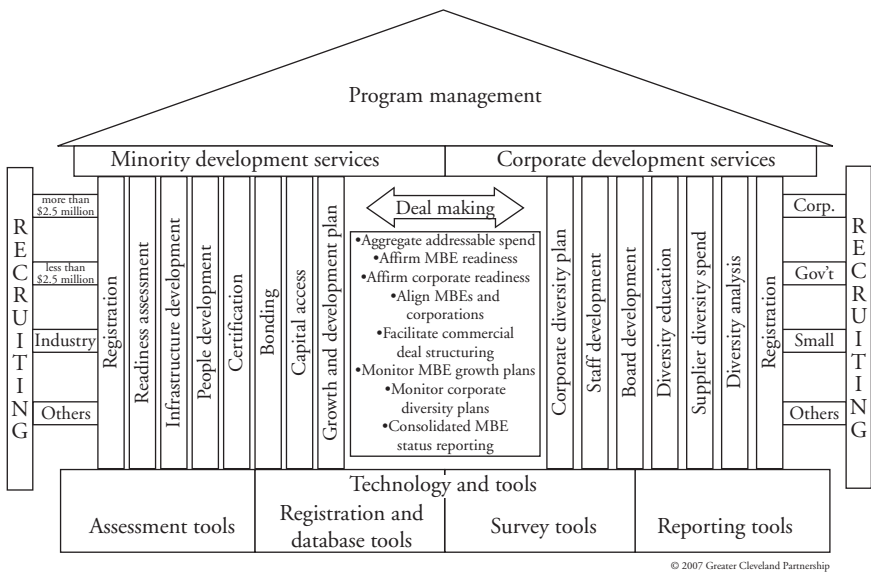 Program management
Minority development services
Corporate development services
RECRUITING
more than
$2.5 million
less than
$2.5 million
Industry
Others
Registration
Readiness assessment
Infrastructure development
People development
Certification
Bonding
Capital access
Growth and development plan
Deal making
•Aggregate addressable spend
•Affirm MBE readiness
•Affirm corporate readiness
•Align MBEs and
corporations
•Facilitate commercial
deal structuring
•Monitor MBE growth plans
•Monitor corporate
diversity plans
•Consolidated MBE
status reporting
Corporate diversity plan
Staff development
Board development
Diversity education
Supplier diversity spend
Diversity analysis
Registration
Corp.
Gov't
Small
Others
RECRUITING
Technology and tools
Assessment tools
Registration and
database tools
Survey tools
Reporting tools
© 2007 Greater Cleveland Partnership